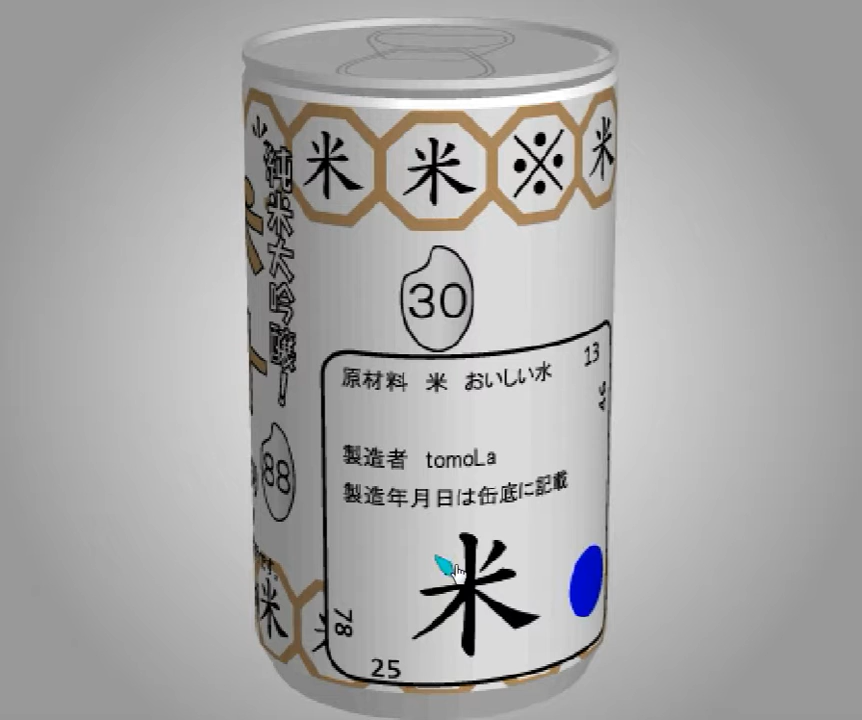 米 米 ※ 米
純米大吟醸！
30
13
原材料 米 おいしい水
54
製造者 tomoLa
88
製造年月日は缶底に記載
米
米
78
25